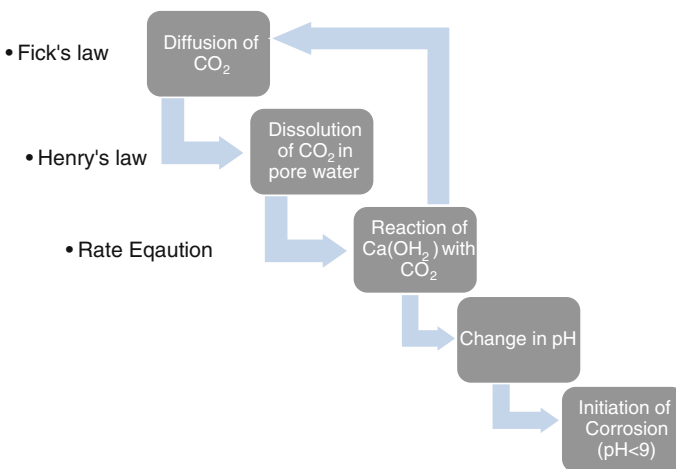 • Fick's law
Diffusion of
CO₂
• Henry's law
Dissolution
of CO₂ in
pore water
• Rate Eqaution
Reaction of
Ca(OH₂) with
CO₂
Change in pH
Initiation of
Corrosion
(pH<9)